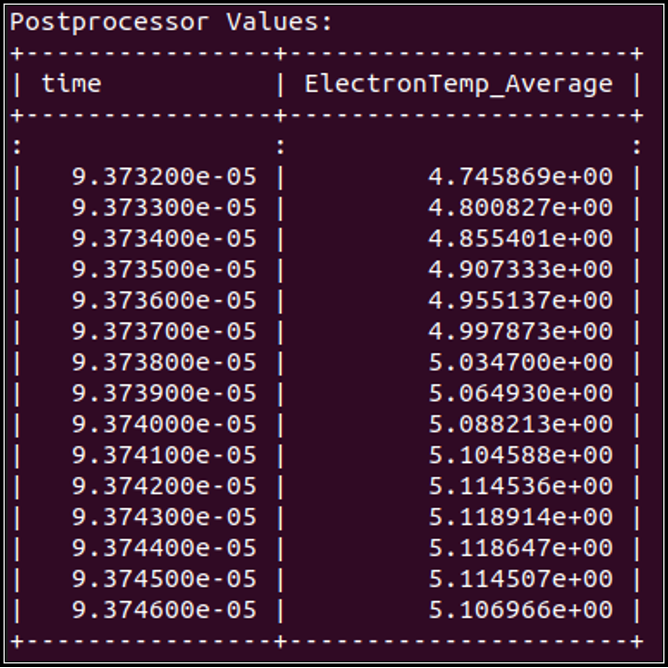 Postprocessor Values:
+----------------+----------------------+
| time           | ElectronTemp_Average |
+----------------+----------------------+
:                :                      :
|   9.373200e-05 |         4.745869e+00 |
|   9.373300e-05 |         4.800827e+00 |
|   9.373400e-05 |         4.855401e+00 |
|   9.373500e-05 |         4.907333e+00 |
|   9.373600e-05 |         4.955137e+00 |
|   9.373700e-05 |         4.997873e+00 |
|   9.373800e-05 |         5.034700e+00 |
|   9.373900e-05 |         5.064930e+00 |
|   9.374000e-05 |         5.088213e+00 |
|   9.374100e-05 |         5.104588e+00 |
|   9.374200e-05 |         5.114536e+00 |
|   9.374300e-05 |         5.118914e+00 |
|   9.374400e-05 |         5.118647e+00 |
|   9.374500e-05 |         5.114507e+00 |
|   9.374600e-05 |         5.106966e+00 |
+----------------+----------------------+